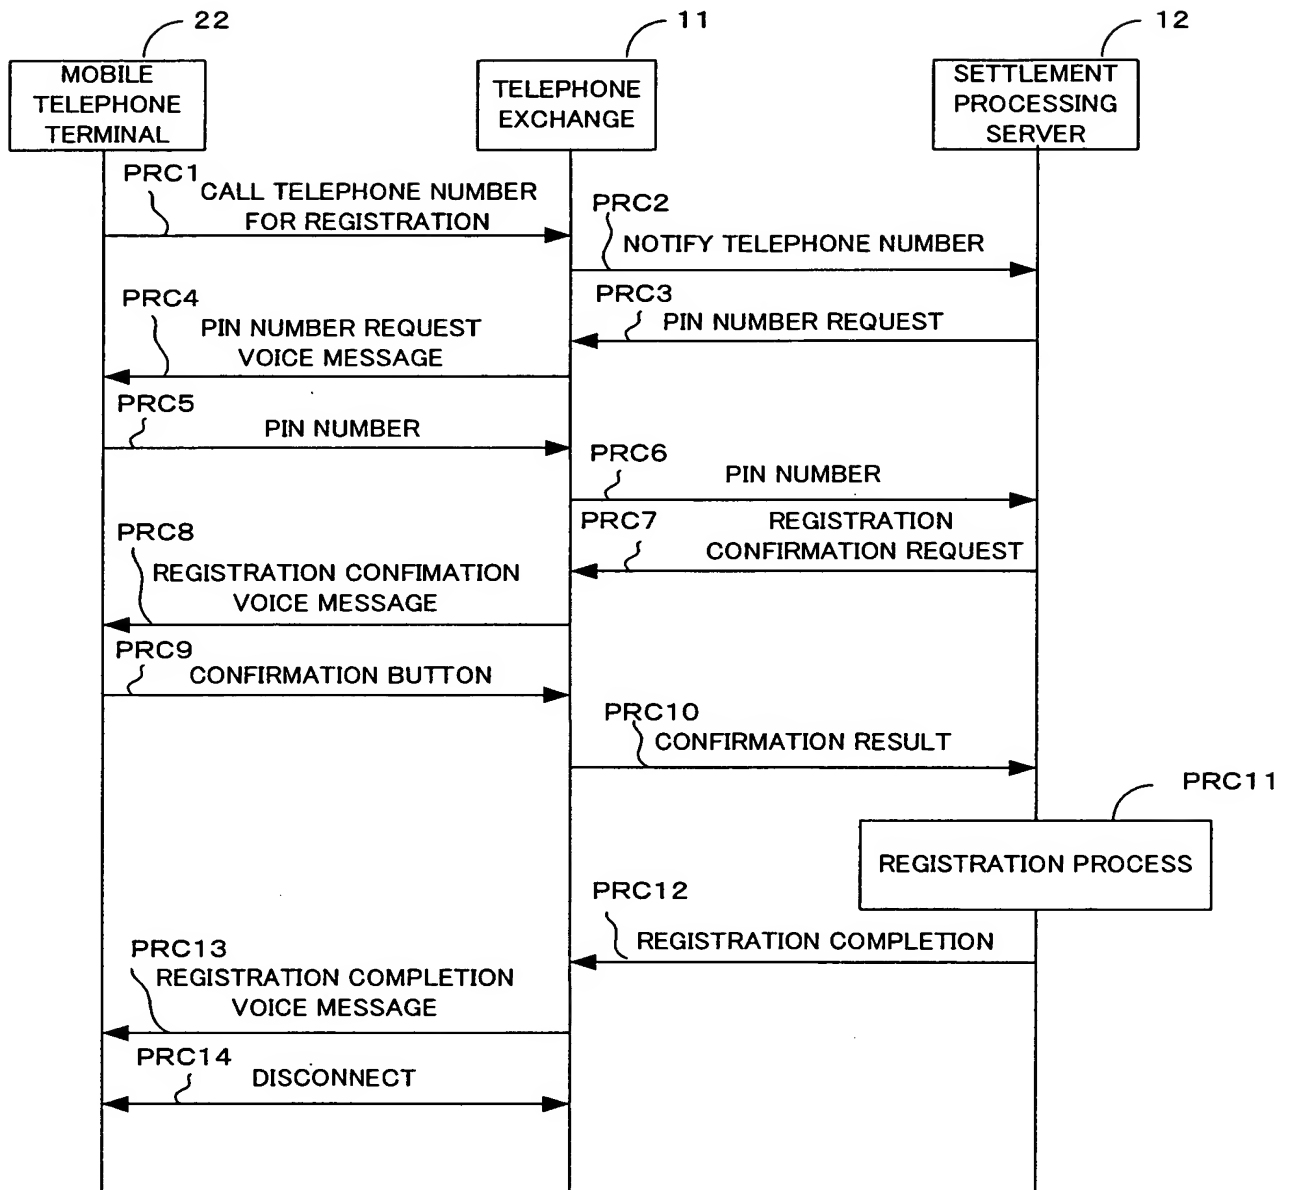 22
11
12
MOBILE
TELEPHONE
TERMINAL
TELEPHONE
EXCHANGE
SETTLEMENT
PROCESSING
SERVER
PRC1
CALL TELEPHONE NUMBER
FOR REGISTRATION
PRC2
NOTIFY TELEPHONE NUMBER
PRC3
PIN NUMBER REQUEST
PRC4
PIN NUMBER REQUEST
VOICE MESSAGE
PRC5
PIN NUMBER
PRC6
PIN NUMBER
PRC7
REGISTRATION
CONFIRMATION REQUEST
PRC8
REGISTRATION CONFIMATION
VOICE MESSAGE
PRC9
CONFIRMATION BUTTON
PRC10
CONFIRMATION RESULT
PRC11
REGISTRATION PROCESS
PRC12
REGISTRATION COMPLETION
PRC13
REGISTRATION COMPLETION
VOICE MESSAGE
PRC14
DISCONNECT